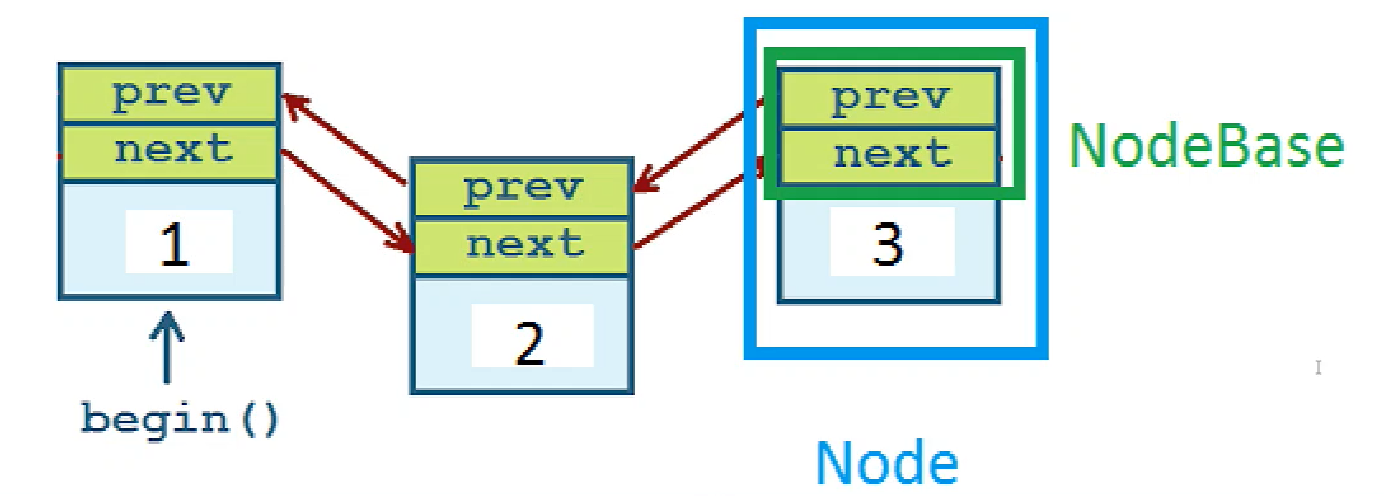 prev
next
1
begin()
prev
next
2
prev
next
3
NodeBase
Node